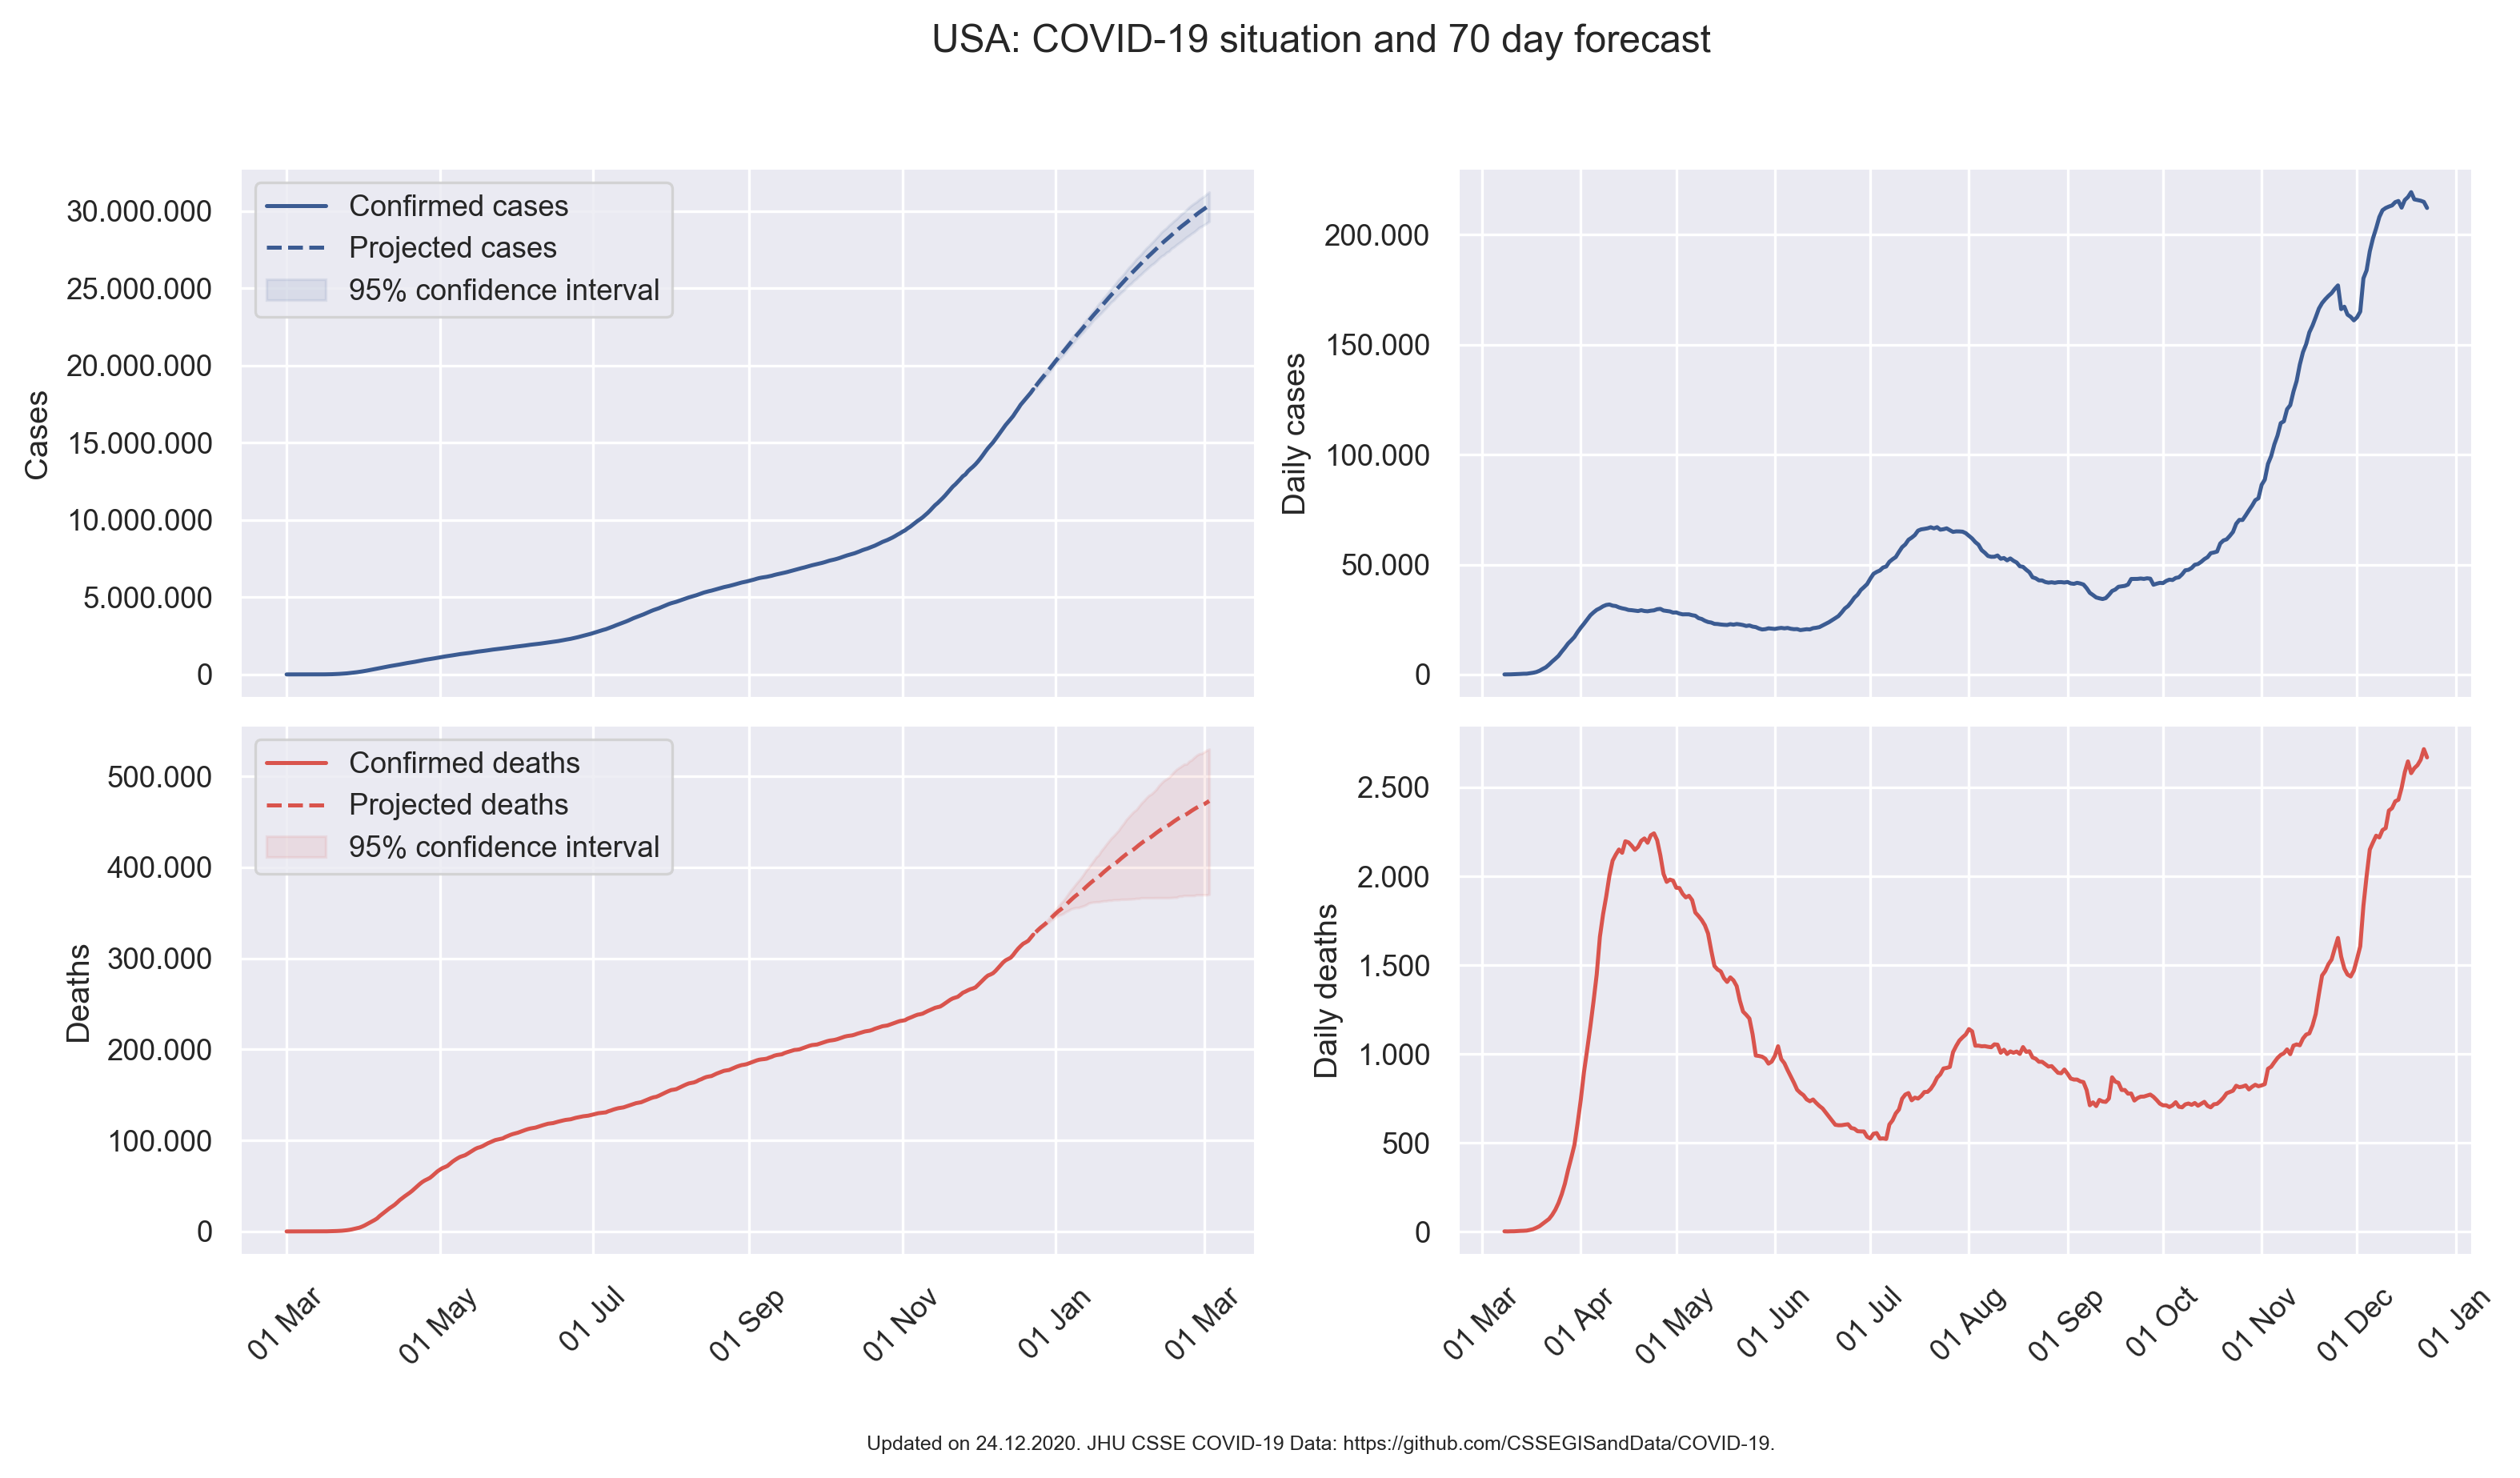 USA: COVID-19 situation and 70 day forecast
Cases
30.000.000
25.000.000
20.000.000
15.000.000
10.000.000
5.000.000
0
Confirmed cases
Projected cases
95% confidence interval
Daily cases
200.000
150.000
100.000
50.000
0
Deaths
500.000
400.000
300.000
200.000
100.000
0
Confirmed deaths
Projected deaths
95% confidence interval
01 Mar
01 May
01 Jul
01 Sep
01 Nov
01 Jan
01 Mar
Daily deaths
2.500
2.000
1.500
1.000
500
0
01 Mar
01 Apr
01 May
01 Jun
01 Jul
01 Aug
01 Sep
01 Oct
01 Nov
01 Dec
01 Jan
Updated on 24.12.2020. JHU CSSE COVID-19 Data: https://github.com/CSSEGISandData/COVID-19.